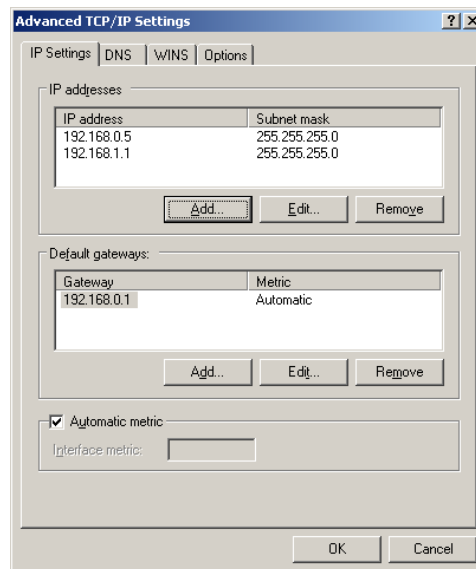 Advanced TCP/IP Settings
IP Settings DNS WINS Options
IP addresses
IP address Subnet mask
192.168.0.5 255.255.255.0
192.168.1.1 255.255.255.0
Add... Edit... Remove
Default gateways:
Gateway Metric
192.168.0.1 Automatic
Add... Edit... Remove
Automatic metric
Interface metric:
OK Cancel